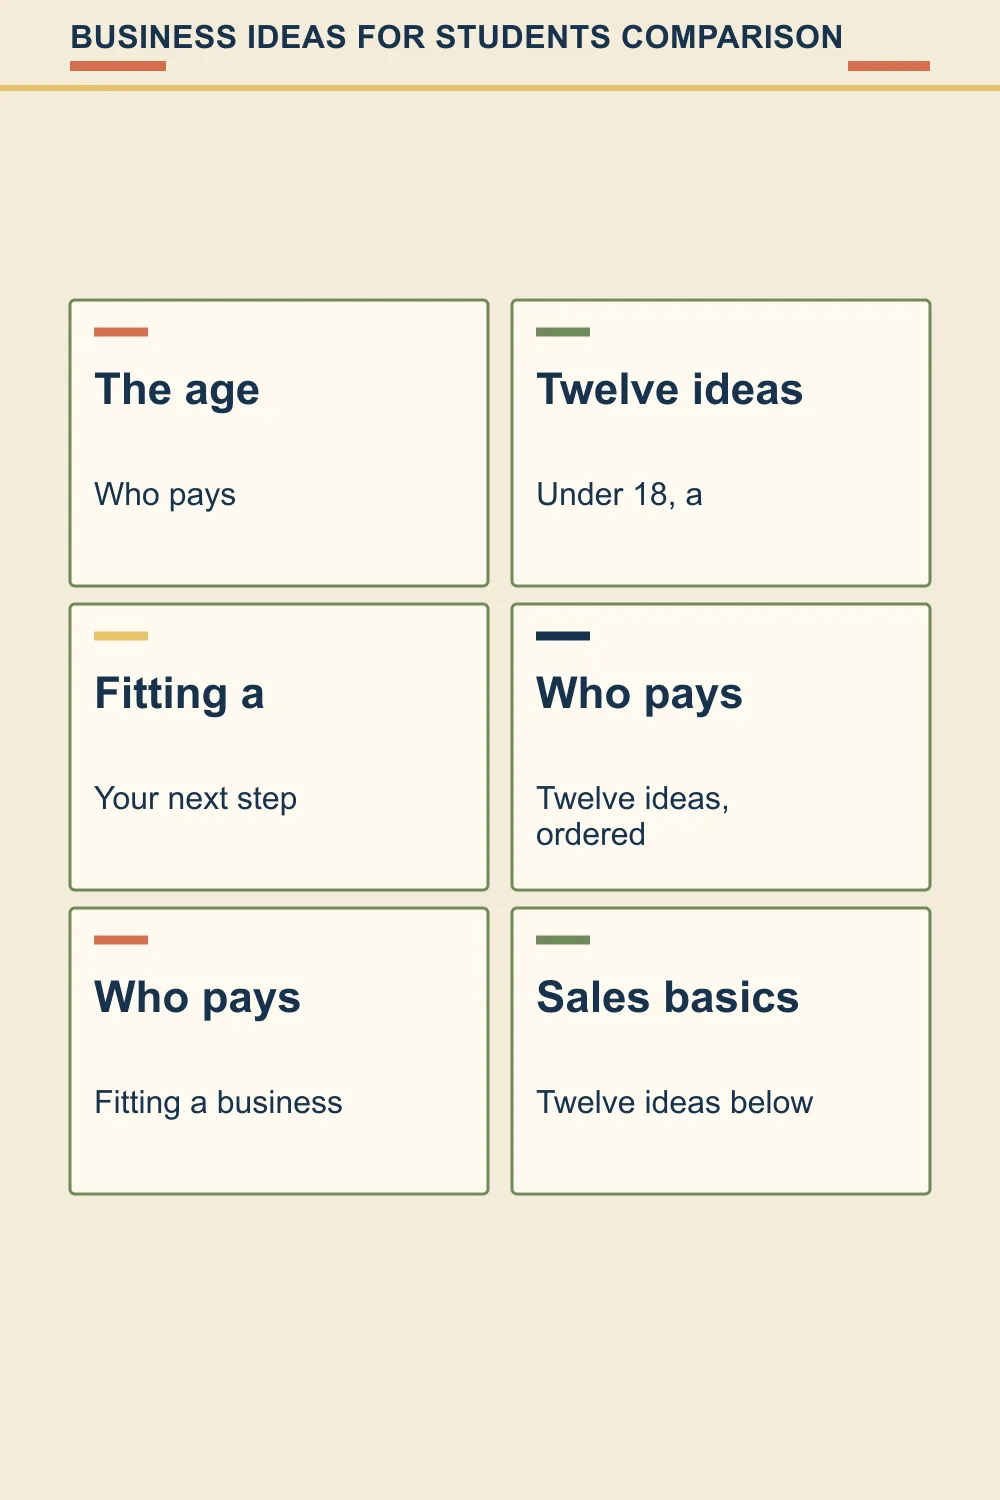 BUSINESS IDEAS FOR STUDENTS COMPARISON
The age
Who pays
Twelve ideas
Under 18, a
Fitting a
Your next step
Who pays
Twelve ideas,
ordered
Who pays
Fitting a business
Sales basics
Twelve ideas below